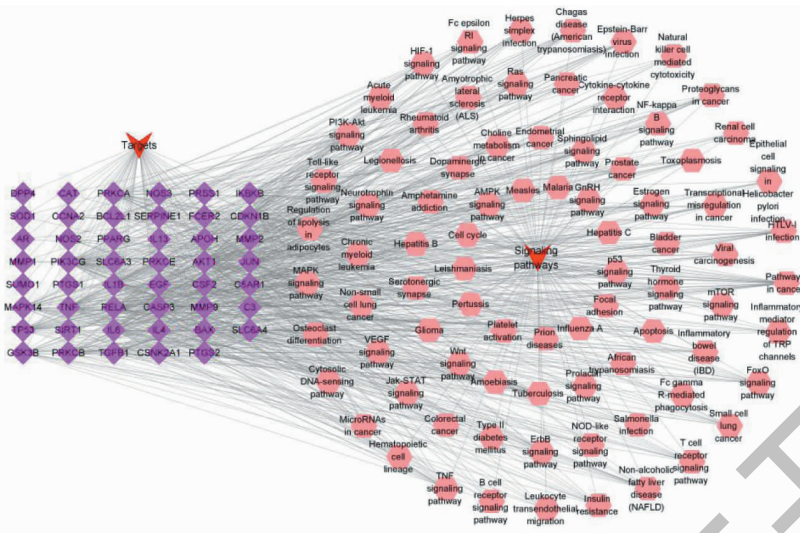 Targets
DPP4 CAT PRKCA NOS3 PRSS1 IKBKB
SOD1 CCNA2 BCL2L1 SERPINE1 FCER2 CDKN1B
AR NOS2 PPARG IL13 APOH MMP2
MMP1 PIK3CG SLC6A3 PRKCE AKT1 JUN
SUMO1 PTGS1 IL1B EGF CSF2 CKAR1
MAPK14 TNF RELA CASP3 MMP9 C3
TP53 SIRT1 IL6 IL4 BAX SLC6A4
GSK3B PRKCB TGFB1 CSNK2A1 PTGS2
Signaling
pathways
Chagas
disease
(American
trypanosomiasis)
Fc epsilon
RI
signaling
pathway
Herpes
simplex
infection
Epstein-Barr
virus
infection
Natural
killer cell
mediated
cytotoxicity
HIF-1
signaling
pathway
Acute
myeloid
leukemia
Amyotrophic
lateral
sclerosis
(ALS)
Ras
signaling
pathway
Pancreatic
cancer
Cytokine-cytokine
receptor
interaction
Proteoglycans
in cancer
PI3K-Akt
signaling
pathway
Rheumatoid
arthritis
Choline
metabolism
in cancer
Endometrial
cancer
Sphingolipid
signaling
pathway
NF-kappa
B
signaling
pathway
Renal cell
carcinoma
Toll-like
receptor
signaling
pathway
Legionellosis
Dopaminergic
synapse
Prostate
cancer
Toxoplasmosis
Epithelial
cell
signaling
in
Helicobacter
pylori
infection
Neurotrophin
signaling
pathway
Amphetamine
addiction
AMPK
signaling
pathway
Measles
Malaria
GnRH
signaling
pathway
Estrogen
signaling
pathway
Transcriptional
misregulation
in cancer
Regulation
of lipolysis
in
adipocytes
Chronic
myeloid
leukemia
Hepatitis B
Cell cycle
Hepatitis C
Bladder
cancer
Viral
carcinogenesis
HTLV-I
infection
MAPK
signaling
pathway
Non-small
cell lung
cancer
Serotonergic
synapse
Leishmaniasis
p53
signaling
pathway
Thyroid
hormone
signaling
pathway
mTOR
signaling
pathway
Pathway
in cance
Osteoclast
differentiation
Pertussis
Focal
adhesion
Inflammator
mediator
regulation
of TRP
channels
VEGF
signaling
pathway
Glioma
Platelet
activation
Prion
diseases
Influenza A
Apoptosis
Inflammatory
bowel
disease
(IBD)
Cytosolic
DNA-sensing
pathway
Jak-STAT
signaling
pathway
Wnt
signaling
pathway
Amoebiasis
Tuberculosis
Prolactin
signaling
pathway
African
trypanosomiasis
Fc gamma
R-mediated
phagocytosis
FoxO
signaling
pathway
MicroRNAs
in cancer
Colorectal
cancer
Type II
diabetes
mellitus
ErbB
signaling
pathway
NOD-like
receptor
signaling
pathway
Salmonella
infection
Small cell
lung
cancer
Hematopoietic
cell
lineage
T cell
receptor
signaling
pathway
TNF
signaling
pathway
B cell
receptor
signaling
pathway
Leukocyte
transendothelial
migration
Insulin
resistance
Non-alcoholic
fatty liver
disease
(NAFLD)